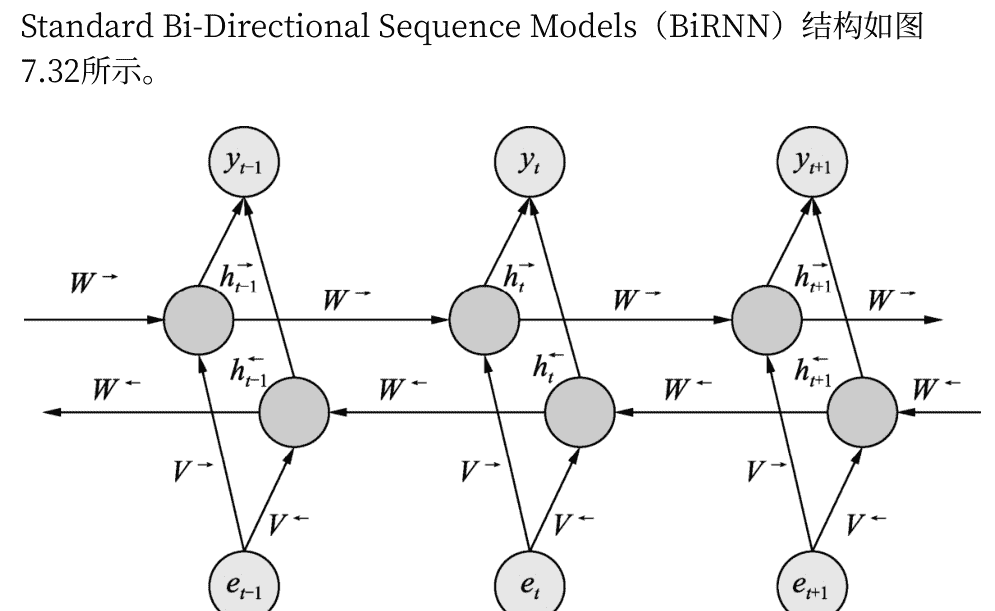 Standard Bi-Directional Sequence Models（BiRNN）结构如图
7.32所示。
y_{t-1} y_t y_{t+1}
W→ h→_{t-1} W→ h→_t W→ h→_{t+1} W→
W← h←_{t-1} W← h←_t W← h←_{t+1} W←
V→ V→ V→
V← V← V←
e_{t-1} e_t e_{t+1}